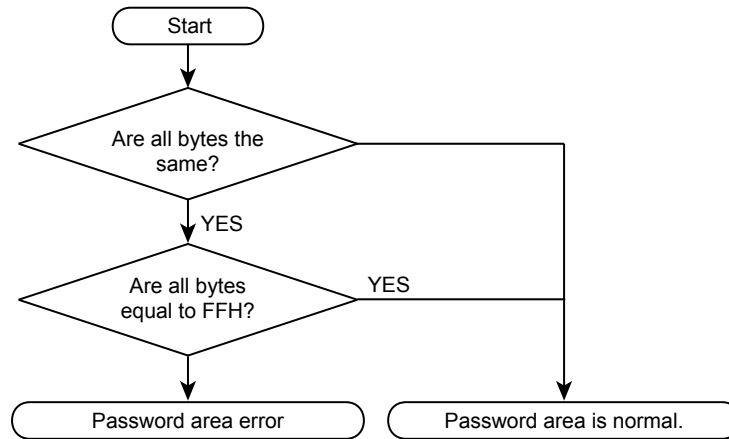 Start
Are all bytes the
same?
YES
Are all bytes
equal to FFH?
YES
Password area error
Password area is normal.